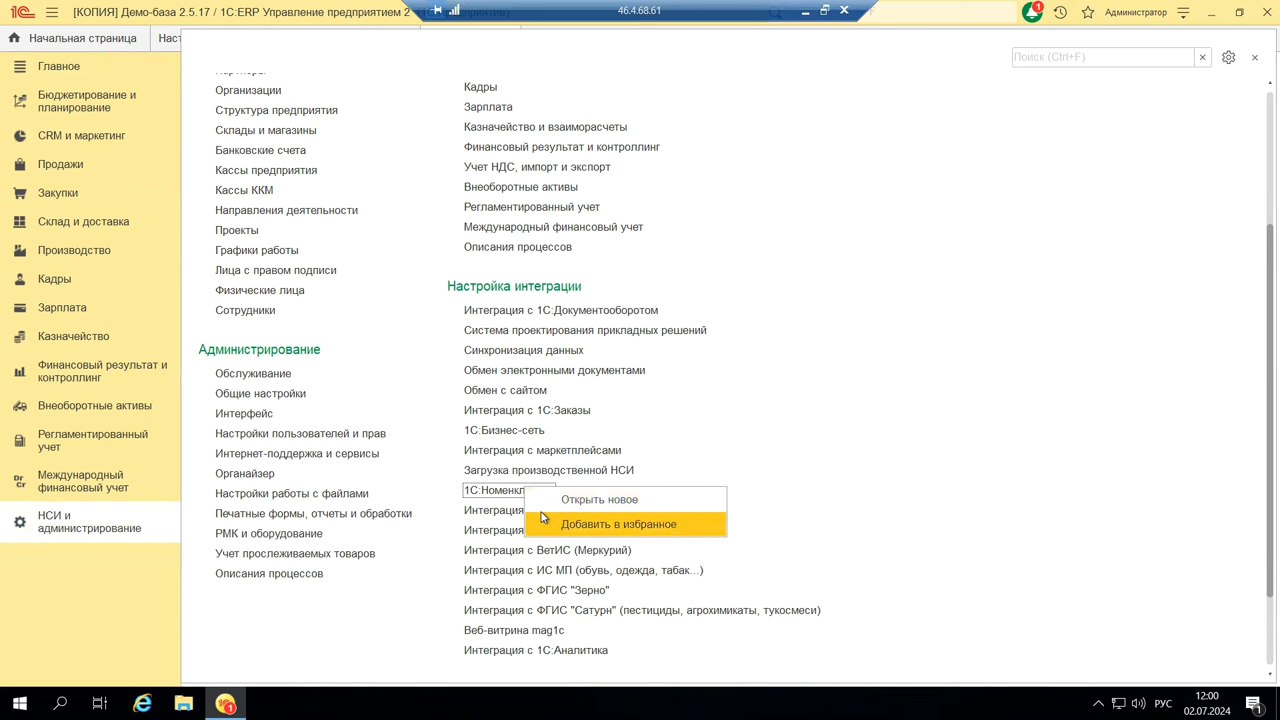 [КОПИЯ] Демо-база 2.5.17 / 1С:ERP Управление предприятием 2
46.4.68.61
1
Администратор
Начальная страница
Наст
Поиск (Ctrl+F)
Главное
Бюджетирование и
планирование
CRM и маркетинг
Продажи
Закупки
Склад и доставка
Производство
Кадры
Зарплата
Казначейство
Финансовый результат и
контроллинг
Внеоборотные активы
Регламентированный
учет
Международный
финансовый учет
НСИ и
администрирование
Организации
Структура предприятия
Склады и магазины
Банковские счета
Кассы предприятия
Кассы ККМ
Направления деятельности
Проекты
Графики работы
Лица с правом подписи
Физические лица
Сотрудники
Администрирование
Обслуживание
Общие настройки
Интерфейс
Настройки пользователей и прав
Интернет-поддержка и сервисы
Органайзер
Настройки работы с файлами
Печатные формы, отчеты и обработки
РМК и оборудование
Учет прослеживаемых товаров
Описания процессов
Кадры
Зарплата
Казначейство и взаиморасчеты
Финансовый результат и контроллинг
Учет НДС, импорт и экспорт
Внеоборотные активы
Регламентированный учет
Международный финансовый учет
Описания процессов
Настройка интеграции
Интеграция с 1С:Документооборотом
Система проектирования прикладных решений
Синхронизация данных
Обмен электронными документами
Обмен с сайтом
Интеграция с 1С:Заказы
1С:Бизнес-сеть
Интеграция с маркетплейсами
Загрузка производственной НСИ
1С:Номенкл
Интеграция
Интеграция
Интеграция с ВетИС (Меркурий)
Интеграция с ИС МП (обувь, одежда, табак...)
Интеграция с ФГИС "Зерно"
Интеграция с ФГИС "Сатурн" (пестициды, агрохимикаты, тукосмеси)
Веб-витрина mag1c
Интеграция с 1С:Аналитика
Открыть новое
Добавить в избранное
РУС
12:00
02.07.2024
1
1